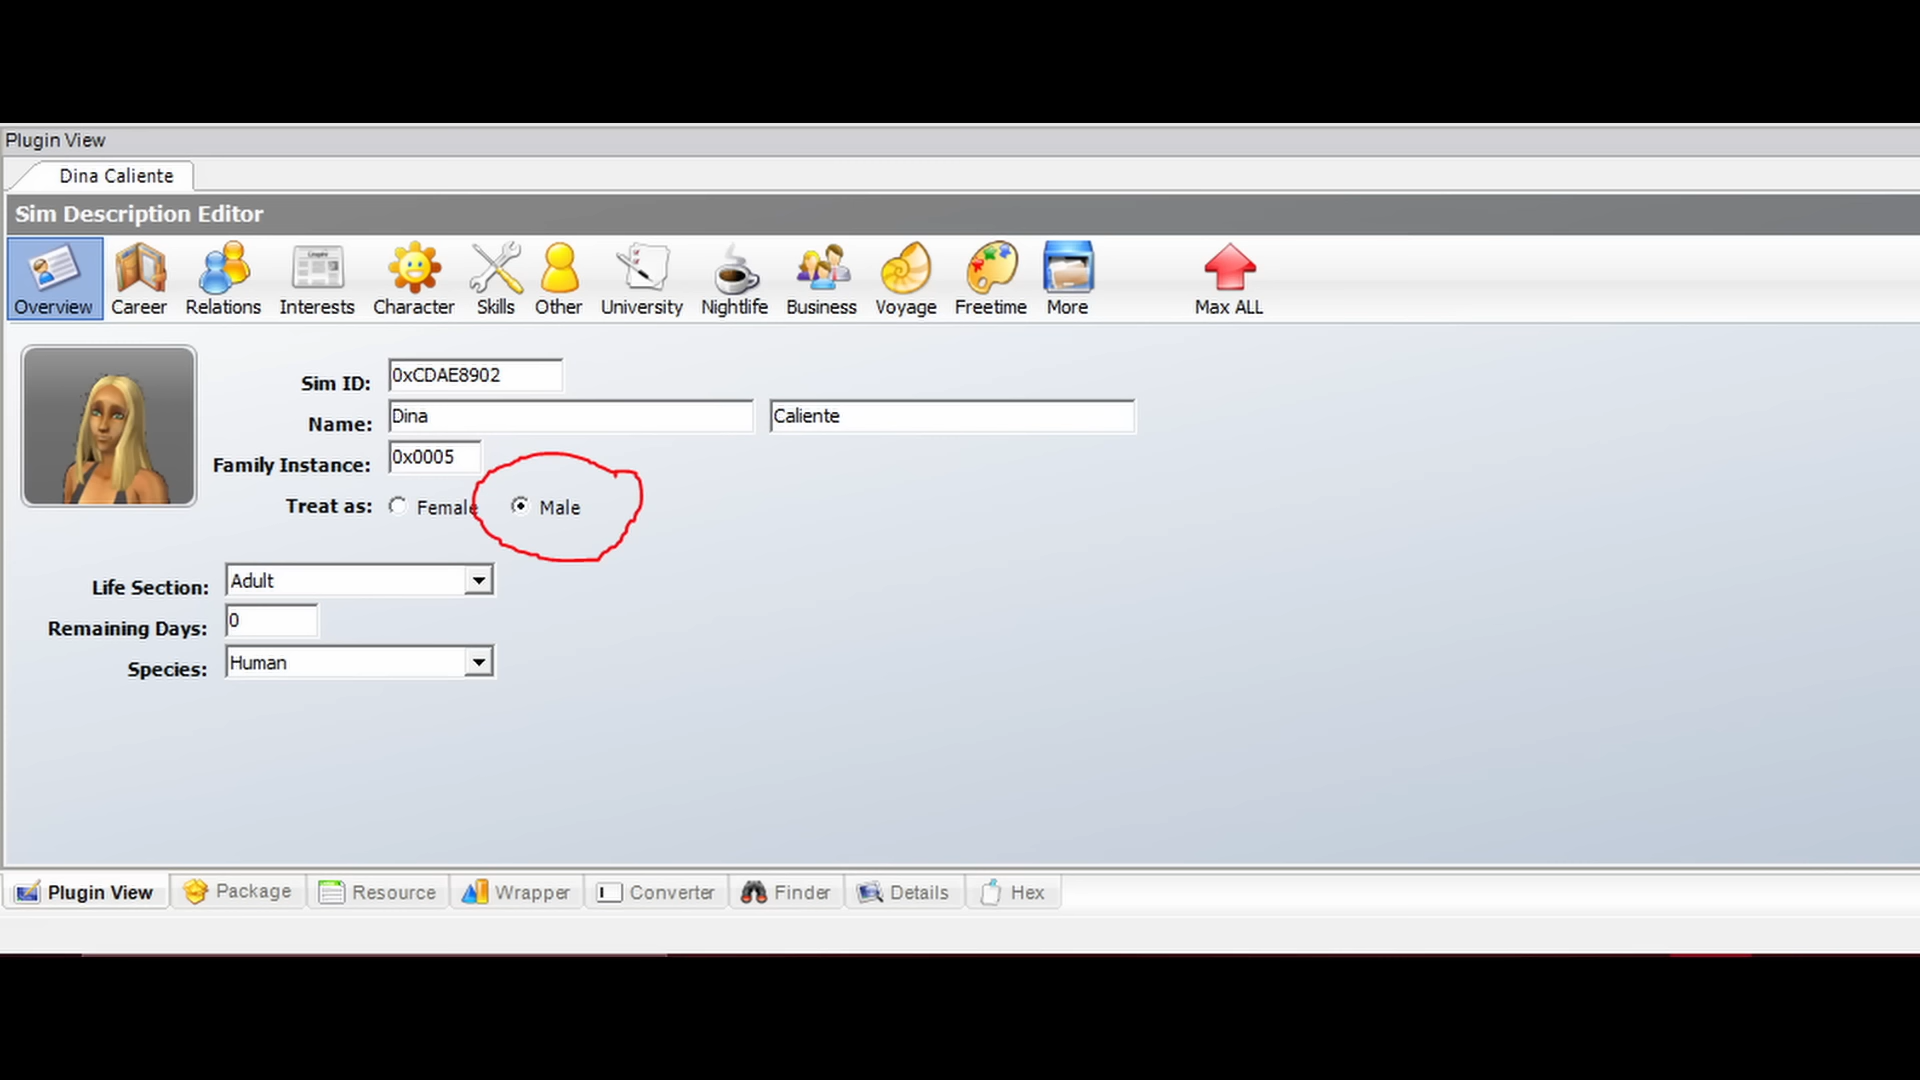 Plugin View
Dina Caliente
Sim Description Editor
Overview Career Relations Interests Character Skills Other University Nightlife Business Voyage Freetime More Max ALL
Sim ID: 0xCDAE8902
Name: Dina Caliente
Family Instance: 0x0005
Treat as: Female Male
Life Section: Adult
Remaining Days: 0
Species: Human
Plugin View Package Resource Wrapper Converter Finder Details Hex